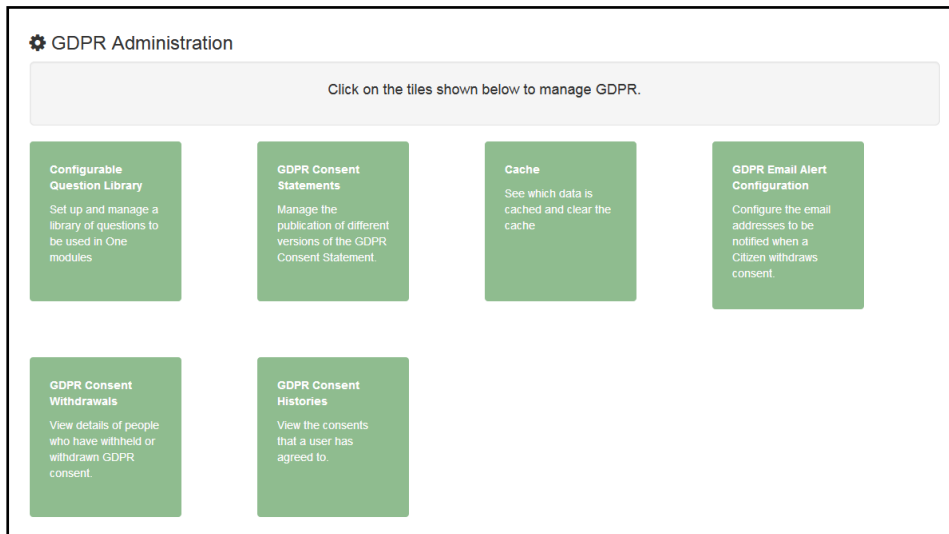 GDPR Administration
Click on the tiles shown below to manage GDPR.
Configurable
Question Library
Set up and manage a
library of questions to
be used in One
modules
GDPR Consent
Statements
Manage the
publication of different
versions of the GDPR
Consent Statement.
Cache
See which data is
cached and clear the
cache
GDPR Email Alert
Configuration
Configure the email
addresses to be
notified when a
Citizen withdraws
consent.
GDPR Consent
Withdrawals
View details of people
who have withheld or
withdrawn GDPR
consent.
GDPR Consent
Histories
View the consents
that a user has
agreed to.